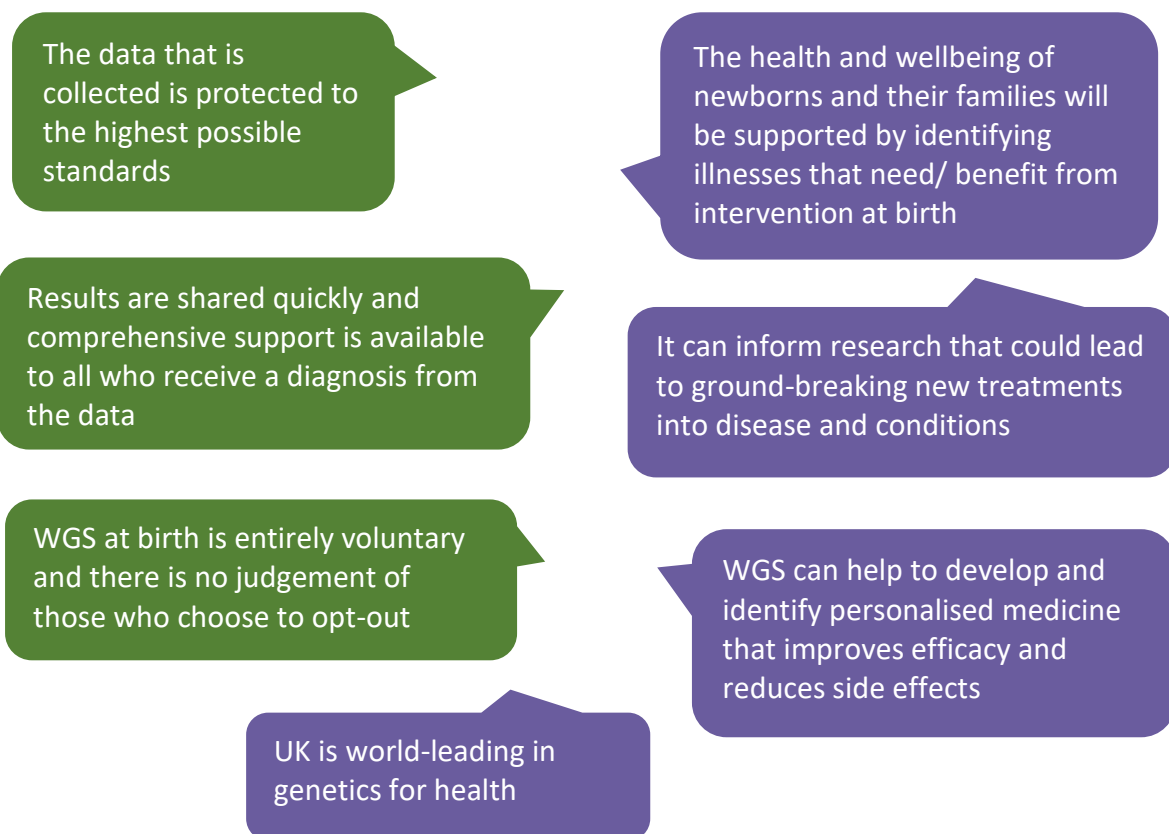 The data that is
collected is protected to
the highest possible
standards
The health and wellbeing of
newborns and their families will
be supported by identifying
illnesses that need/ benefit from
intervention at birth
Results are shared quickly and
comprehensive support is available
to all who receive a diagnosis from
the data
It can inform research that could lead
to ground-breaking new treatments
into disease and conditions
WGS at birth is entirely voluntary
and there is no judgement of
those who choose to opt-out
WGS can help to develop and
identify personalised medicine
that improves efficacy and
reduces side effects
UK is world-leading in
genetics for health